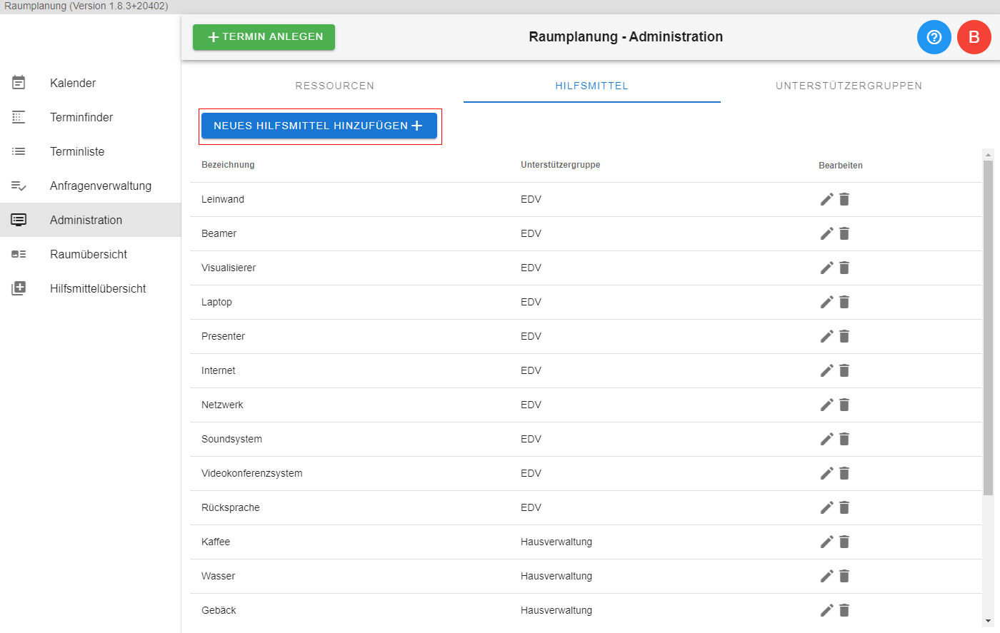 Raumplanung (Version 1.8.3+20402)
TERMIN ANLEGEN
Raumplanung - Administration
B
Kalender
Terminfinder
Terminliste
Anfragenverwaltung
Administration
Raumübersicht
Hilfsmittelübersicht
RESSOURCEN HILFSMITTEL UNTERSTÜTZERGRUPPEN
NEUES HILFSMITTEL HINZUFÜGEN
Bezeichnung Unterstützergruppe Bearbeiten
Leinwand EDV
Beamer EDV
Visualisierer EDV
Laptop EDV
Presenter EDV
Internet EDV
Netzwerk EDV
Soundsystem EDV
Videokonferenzsystem EDV
Rücksprache EDV
Kaffee Hausverwaltung
Wasser Hausverwaltung
Gebäck Hausverwaltung